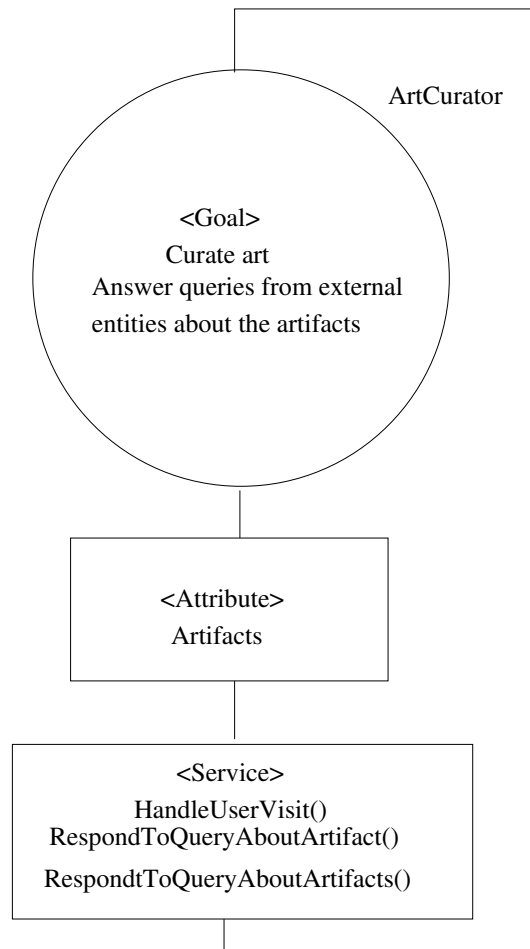 ArtCurator
<Goal>
Curate art
Answer queries from external
entities about the artifacts
<Attribute>
Artifacts
<Service>
HandleUserVisit()
RespondToQueryAboutArtifact()
RespondtToQueryAboutArtifacts()